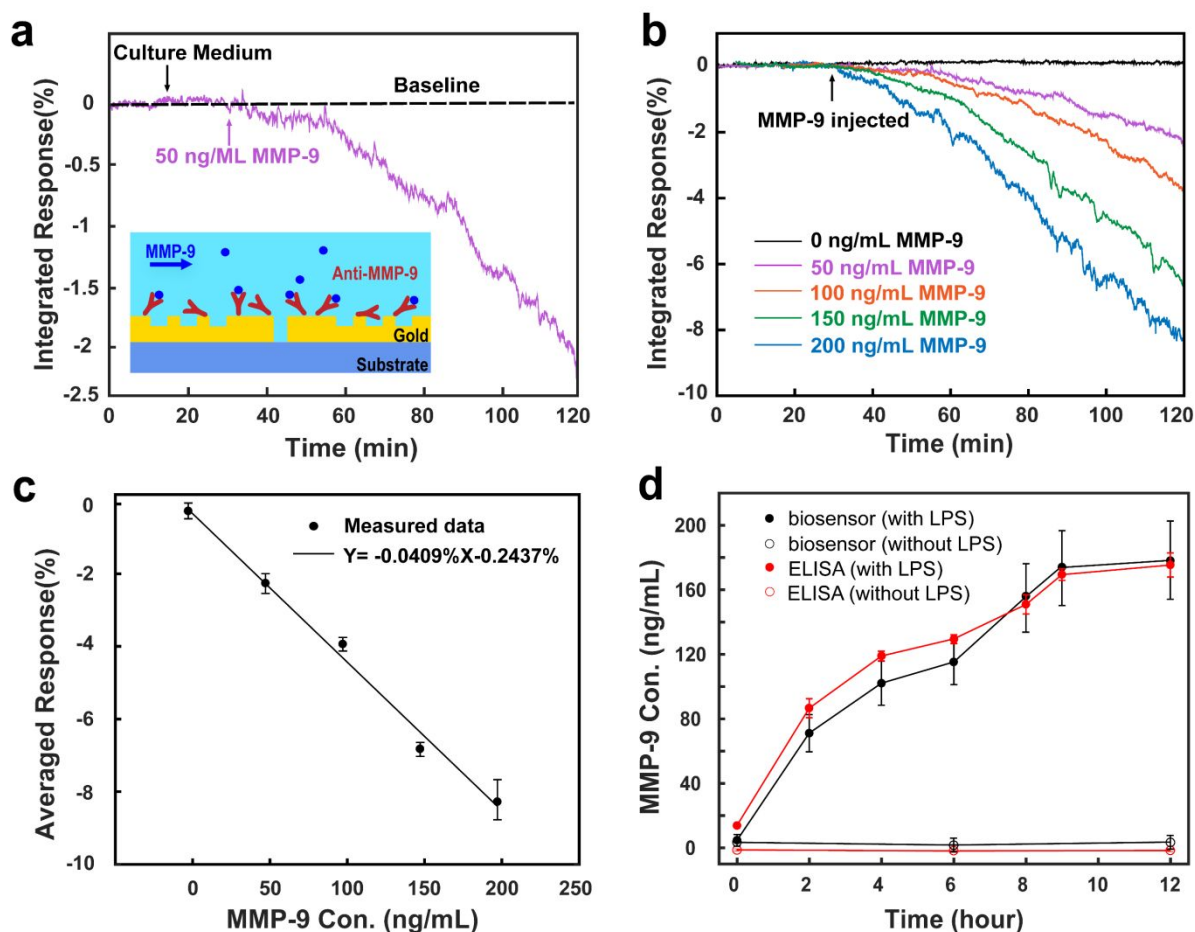 a
Culture Medium
Baseline
50 ng/ML MMP-9
MMP-9
Anti-MMP-9
Gold
Substrate
0
-0.5
-1
-1.5
-2
-2.5
Integrated Response(%)
0 20 40 60 80 100 120
Time (min)
b
MMP-9 injected
0 ng/mL MMP-9
50 ng/mL MMP-9
100 ng/mL MMP-9
150 ng/mL MMP-9
200 ng/mL MMP-9
0
-2
-4
-6
-8
-10
Integrated Response(%)
0 20 40 60 80 100 120
Time (min)
c
Measured data
Y= -0.0409%X-0.2437%
0
-2
-4
-6
-8
-10
Averaged Response(%)
0 50 100 150 200 250
MMP-9 Con. (ng/mL)
d
biosensor (with LPS)
biosensor (without LPS)
ELISA (with LPS)
ELISA (without LPS)
200
160
120
80
40
0
MMP-9 Con. (ng/mL)
0 2 4 6 8 10 12
Time (hour)